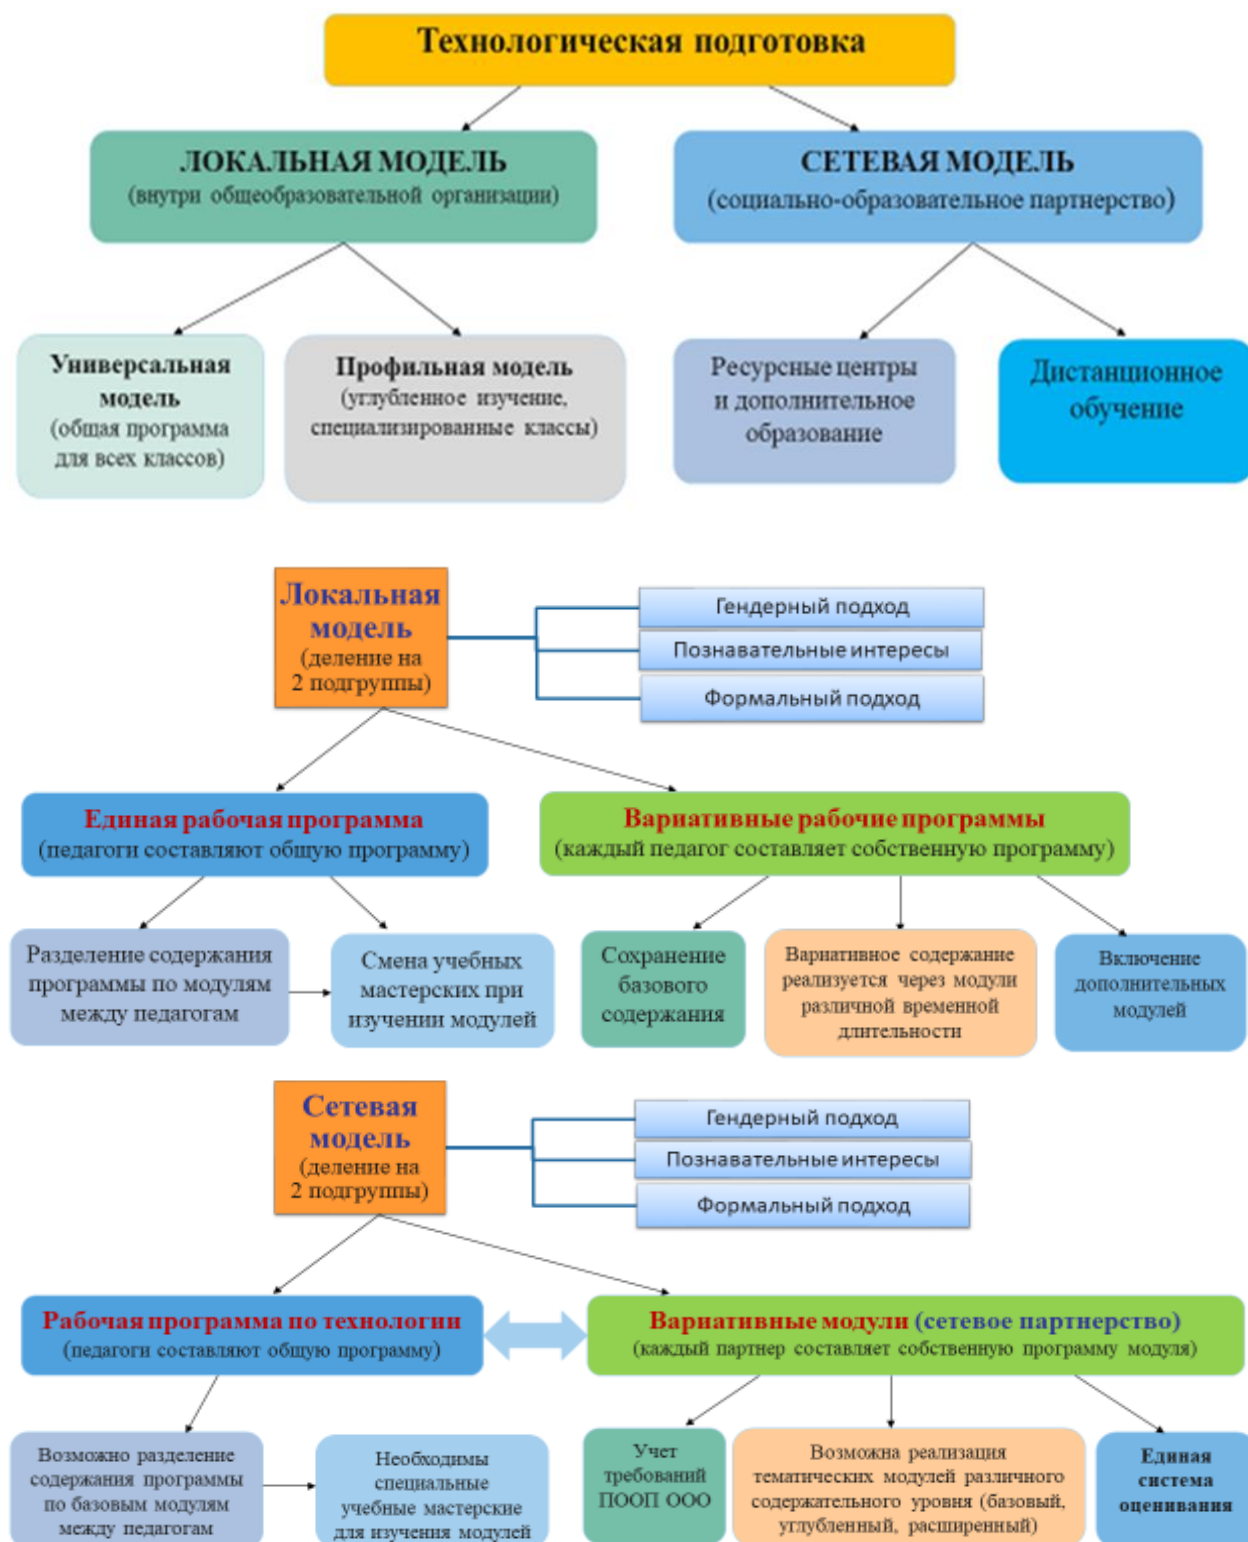 Технологическая подготовка
ЛОКАЛЬНАЯ МОДЕЛЬ
(внутри общеобразовательной организации)
СЕТЕВАЯ МОДЕЛЬ
(социально-образовательное партнерство)
Универсальная
модель
(общая программа
для всех классов)
Профильная модель
(углубленное изучение,
специализированные классы)
Ресурсные центры
и дополнительное
образование
Дистанционное
обучение
Локальная
модель
(деление на
2 подгруппы)
Гендерный подход
Познавательные интересы
Формальный подход
Единая рабочая программа
(педагоги составляют общую программу)
Вариативные рабочие программы
(каждый педагог составляет собственную программу)
Разделение содержания
программы по модулям
между педагогам
Смена учебных
мастерских при
изучении модулей
Сохранение
базового
содержания
Вариативное содержание
реализуется через модули
различной временной
длительности
Включение
дополнительных
модулей
Сетевая
модель
(деление на
2 подгруппы)
Гендерный подход
Познавательные интересы
Формальный подход
Рабочая программа по технологии
(педагоги составляют общую программу)
Вариативные модули (сетевое партнерство)
(каждый партнер составляет собственную программу модуля)
Возможно разделение
содержания программы
по базовым модулям
между педагогам
Необходимы
специальные
учебные мастерские
для изучения модулей
Учет
требований
ПООП ООО
Возможна реализация
тематических модулей различного
содержательного уровня (базовый,
углубленный, расширенный)
Единая
система
оценивания